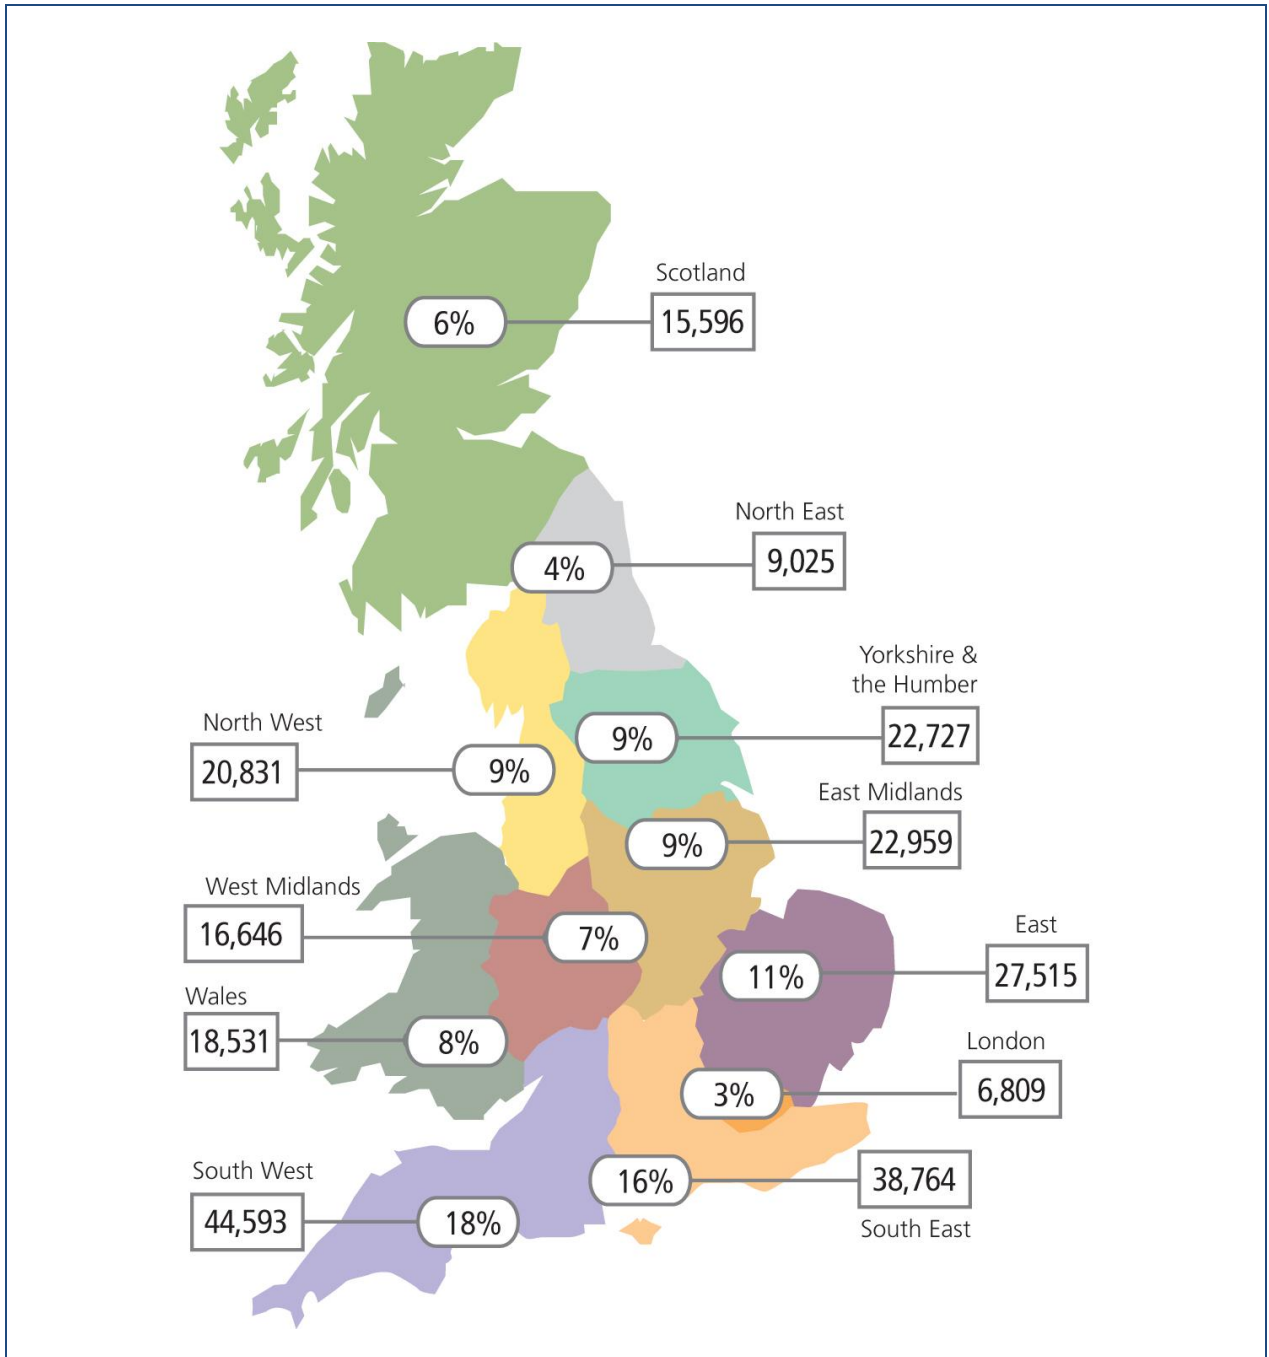 Scotland
6%
15,596
North East
4%
9,025
Yorkshire &
the Humber
9%
22,727
North West
20,831
9%
East Midlands
9%
22,959
West Midlands
16,646
7%
East
11%
27,515
Wales
18,531
8%
London
3%
6,809
South West
44,593
18%
16%
38,764
South East